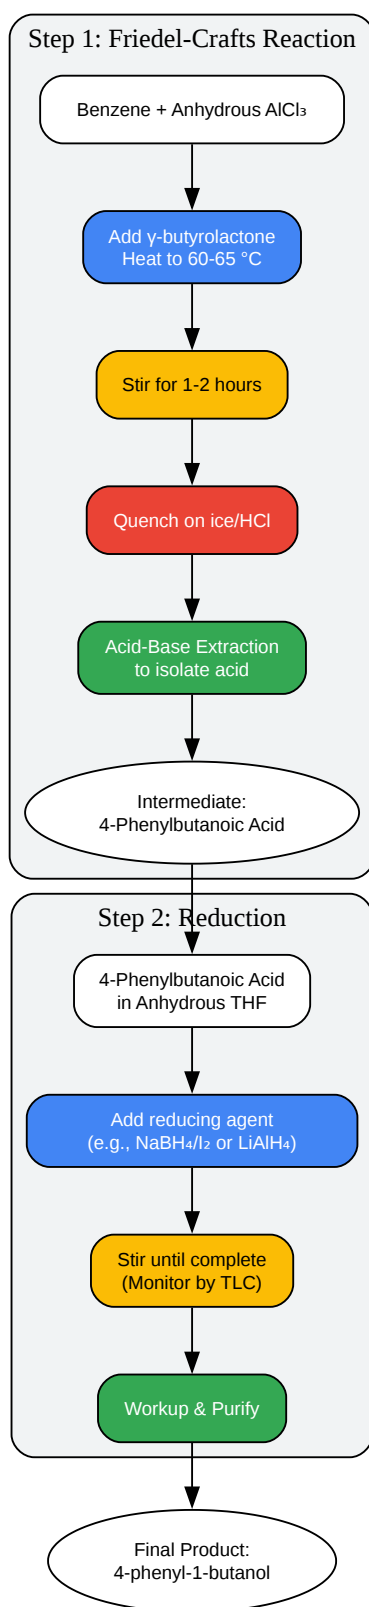 Step 1: Friedel-Crafts Reaction
Benzene + Anhydrous AlCl₃
Add γ-butyrolactone
Heat to 60-65 °C
Stir for 1-2 hours
Quench on ice/HCl
Acid-Base Extraction
to isolate acid
Intermediate:
4-Phenylbutanoic Acid
Step 2: Reduction
4-Phenylbutanoic Acid
in Anhydrous THF
Add reducing agent
(e.g., NaBH₄/I₂ or LiAlH₄)
Stir until complete
(Monitor by TLC)
Workup & Purify
Final Product:
4-phenyl-1-butanol